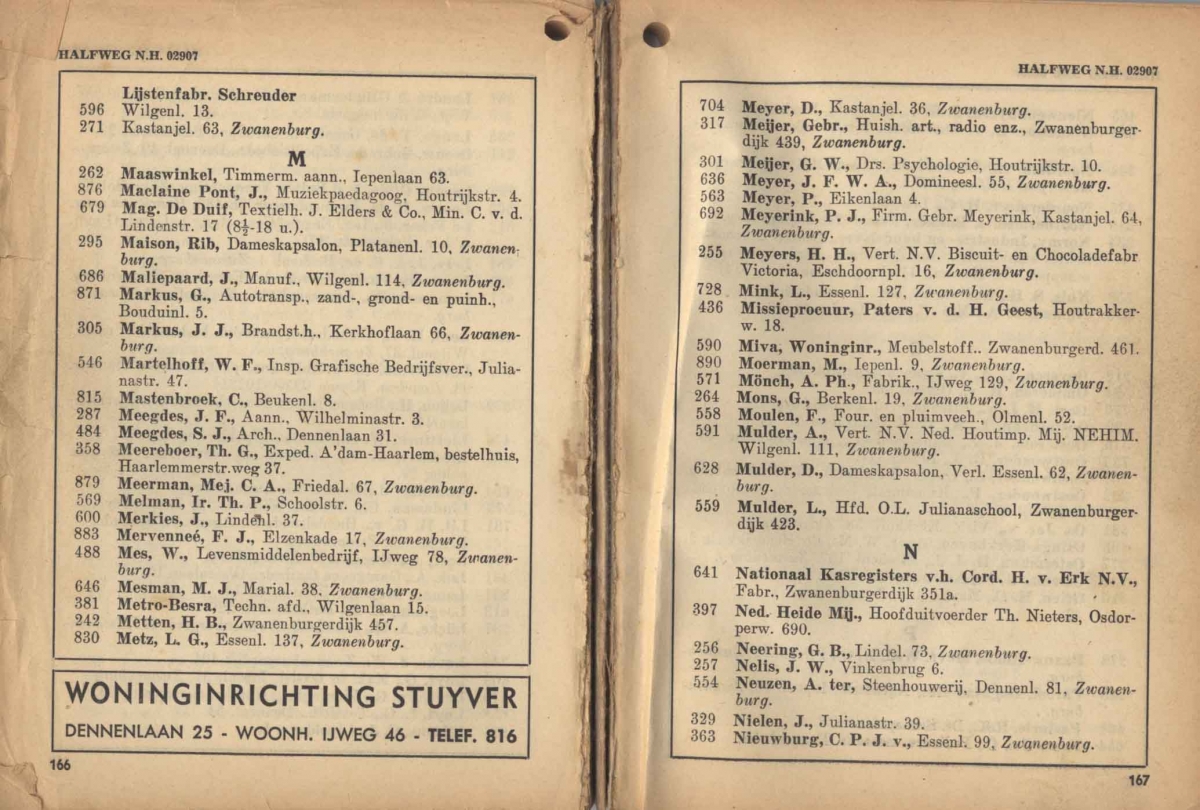 HALFWEG N.H. 02907
Lijstenfabr. Schreuder
596 Wilgenl. 13.
271 Kastanjel. 63, Zwanenburg.
M
262 Maaswinkel, Timmerm. aann., Iepenlaan 63.
876 Maclaine Pont, J., Muziekpaedagoog, Houtrijkstr. 4.
679 Mag. De Duif, Textielh. J. Elders & Co., Min. C. v. d.
Lindenstr. 17 (8½-18 u.).
295 Maison, Rib, Dameskapsalon, Platanenl. 10, Zwanen-
burg.
686 Maliepaard, J., Manuf., Wilgenl. 114, Zwanenburg.
871 Markus, G., Autotransp., zand-, grond- en puinh.,
Bouduinl. 5.
305 Markus, J. J., Brandst.h., Kerkhoflaan 66, Zwanen-
burg.
546 Martelhoff, W. F., Insp. Grafische Bedrijfsver., Julia-
nastr. 47.
815 Mastenbroek, C., Beukenl. 8.
287 Meegdes, J. F., Aann., Wilhelminastr. 3.
484 Meegdes, S. J., Arch., Dennenlaan 31.
358 Meereboer, Th. G., Exped. A'dam-Haarlem, bestelhuis,
Haarlemmerstr.weg 37.
879 Meerman, Mej. C. A., Friedal. 67, Zwanenburg.
569 Melman, Ir. Th. P., Schoolstr. 6.
600 Merkies, J., Lindenl. 37.
883 Mervenneé, F. J., Elzenkade 17, Zwanenburg.
488 Mes, W., Levensmiddelenbedrijf, IJweg 78, Zwanen-
burg.
646 Mesman, M. J., Marial. 38, Zwanenburg.
381 Metro-Besra, Techn. afd., Wilgenlaan 15.
242 Metten, H. B., Zwanenburgerdijk 457.
830 Metz, L. G., Essenl. 137, Zwanenburg.
WONINGINRICHTING STUYVER
DENNENLAAN 25 - WOONH. IJWEG 46 - TELEF. 816
166
HALFWEG N.H. 02907
704 Meyer, D., Kastanjel. 36, Zwanenburg.
317 Meijer, Gebr., Huish. art., radio enz., Zwanenburger-
dijk 439, Zwanenburg.
301 Meijer, G. W., Drs. Psychologie, Houtrijkstr. 10.
636 Meyer, J. F. W. A., Domineesl. 55, Zwanenburg.
563 Meyer, P., Eikenlaan 4.
692 Meyerink, P. J., Firm. Gebr. Meyerink, Kastanjel. 64,
Zwanenburg.
255 Meyers, H. H., Vert. N.V. Biscuit- en Chocoladefabr
Victoria, Eschdoornpl. 16, Zwanenburg.
728 Mink, L., Essenl. 127, Zwanenburg.
436 Missieprocuur, Paters v. d. H. Geest, Houtrakker-
w. 18.
590 Miva, Woninginr., Meubelstoff.. Zwanenburgerd. 461.
890 Moerman, M., Iepenl. 9, Zwanenburg.
571 Mönch, A. Ph., Fabrik., IJweg 129, Zwanenburg.
264 Mons, G., Berkenl. 19, Zwanenburg.
558 Moulen, F., Four. en pluimveeh., Olmenl. 52.
591 Mulder, A., Vert. N.V. Ned. Houtimp. Mij. NEHIM.
Wilgenl. 111, Zwanenburg.
628 Mulder, D., Dameskapsalon, Verl. Essenl. 62, Zwanen-
burg.
559 Mulder, L., Hfd. O.L. Julianaschool, Zwanenburger-
dijk 423.
N
641 Nationaal Kasregisters v.h. Cord. H. v. Erk N.V.,
Fabr., Zwanenburgerdijk 351a.
397 Ned. Heide Mij., Hoofduitvoerder Th. Nieters, Osdor-
perw. 690.
256 Neering, G. B., Lindel. 73, Zwanenburg.
257 Nelis, J. W., Vinkenbrug 6.
554 Neuzen, A. ter, Steenhouwerij, Dennenl. 81, Zwanen-
burg.
329 Nielen, J., Julianastr. 39.
363 Nieuwburg, C. P. J. v., Essenl. 99, Zwanenburg.
167